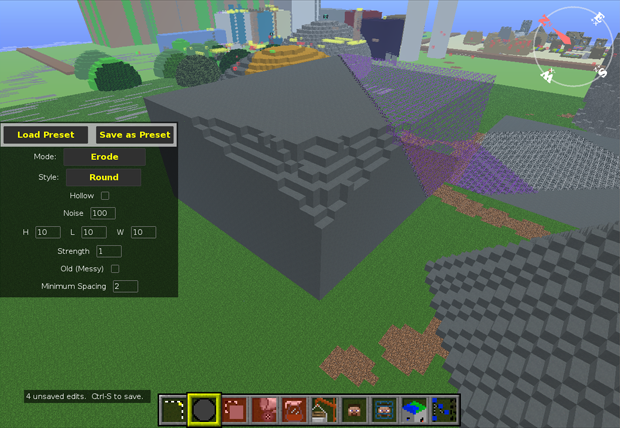 Load Preset Save as Preset
Mode: Erode
Style: Round
Hollow
Noise 100
H 10 L 10 W 10
Strength 1
Old (Messy)
Minimum Spacing 2
4 unsaved edits. Ctrl-S to save.
N
E
W
S